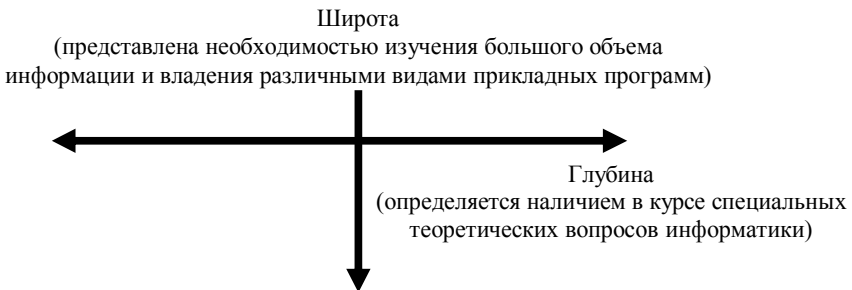 Широта
(представлена необходимостью изучения большого объема
информации и владения различными видами прикладных программ)
Глубина
(определяется наличием в курсе специальных
теоретических вопросов информатики)